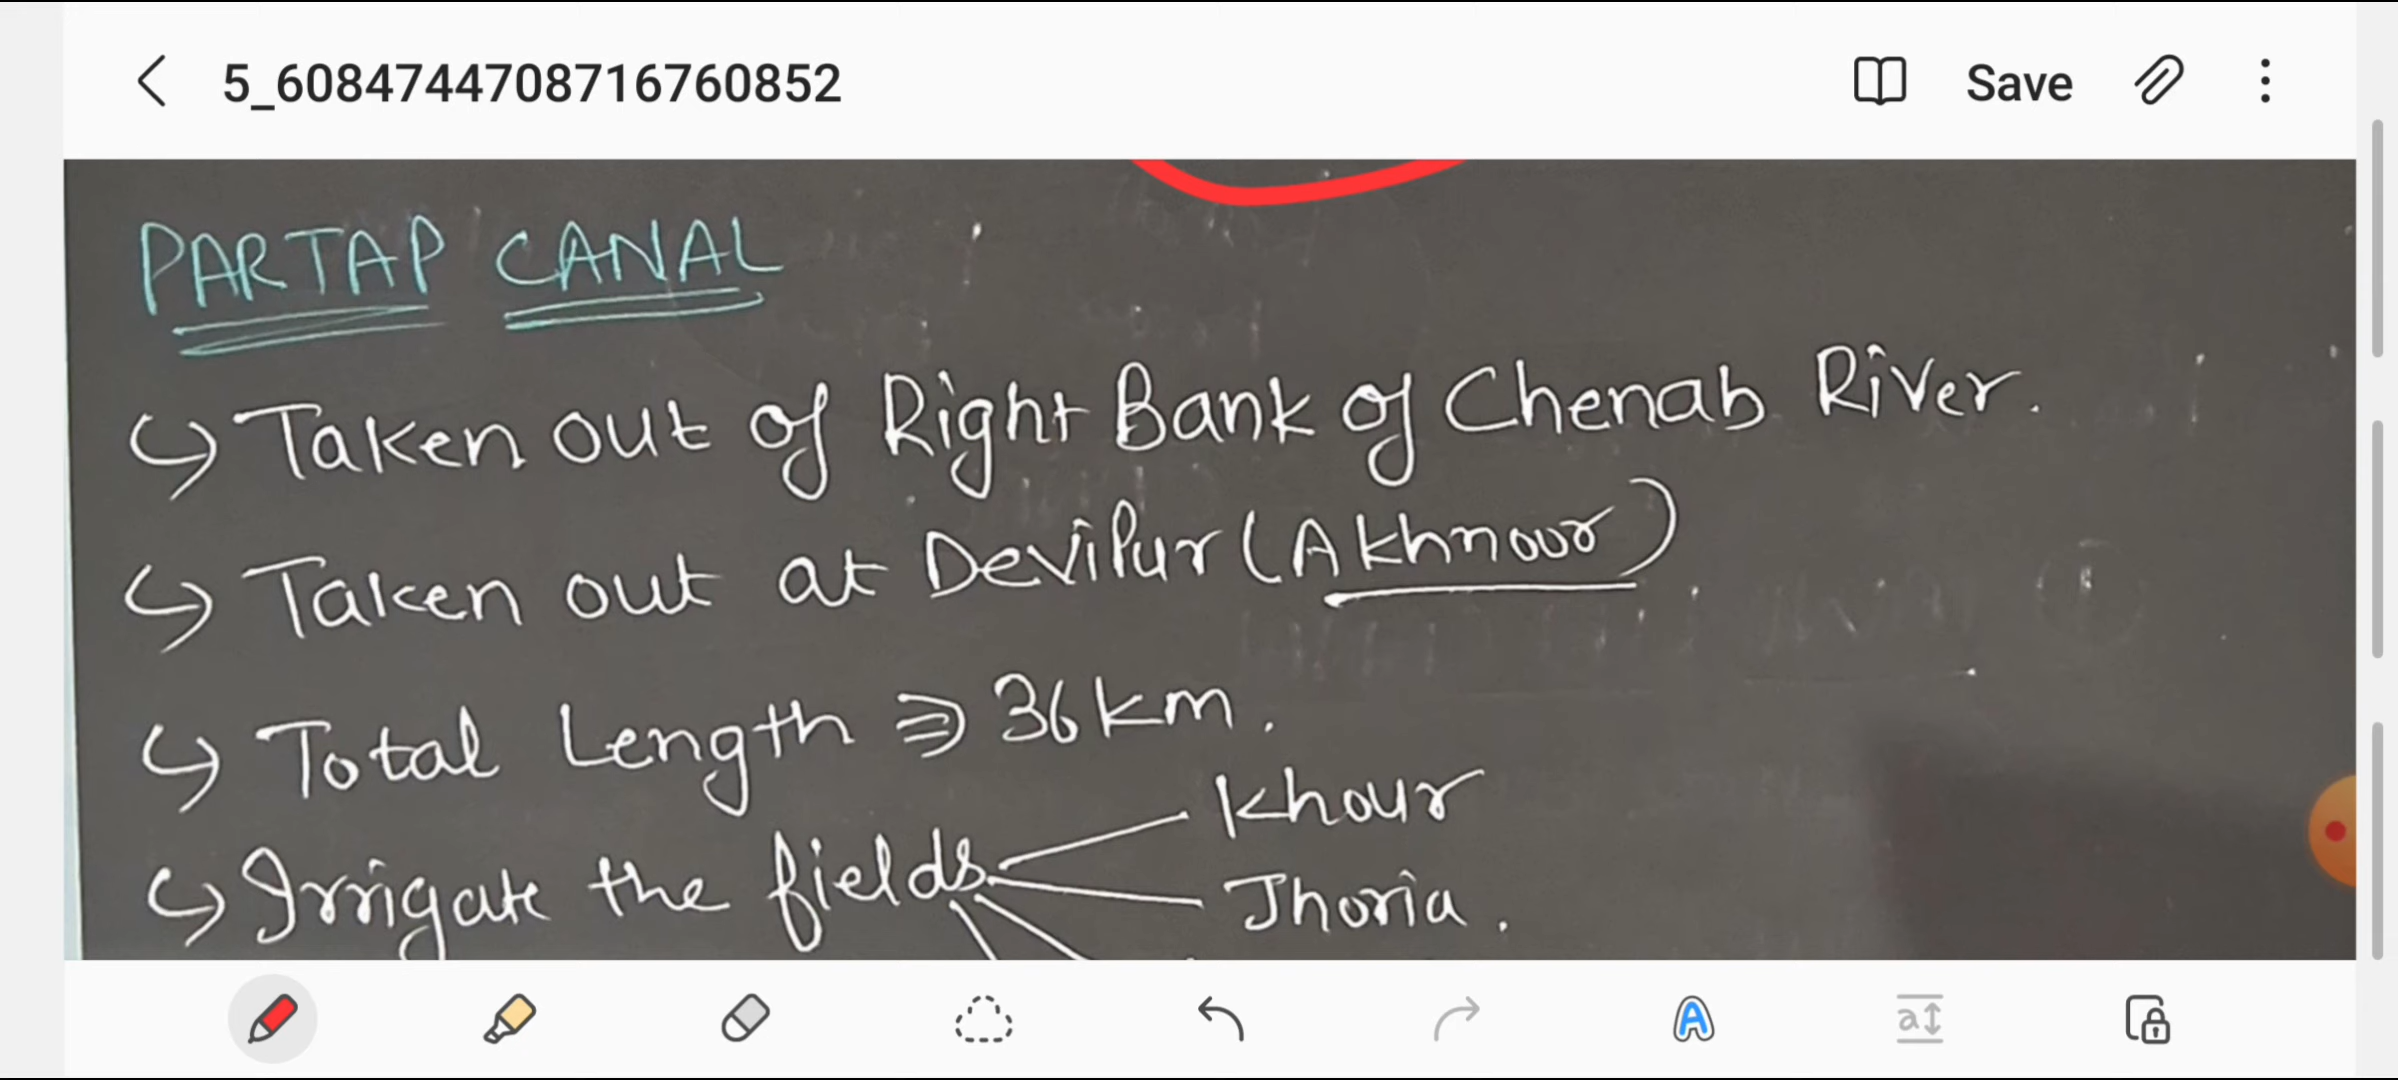 5_6084744708716760852
Save
PARTAP CANAL
↪ Taken out of Right Bank of Chenab River.
↪ Taken out at Devipur (Akhnoor)
↪ Total Length ⇒ 36 km.
↪ Irrigate the fields Khour
Jhoria.
A
a